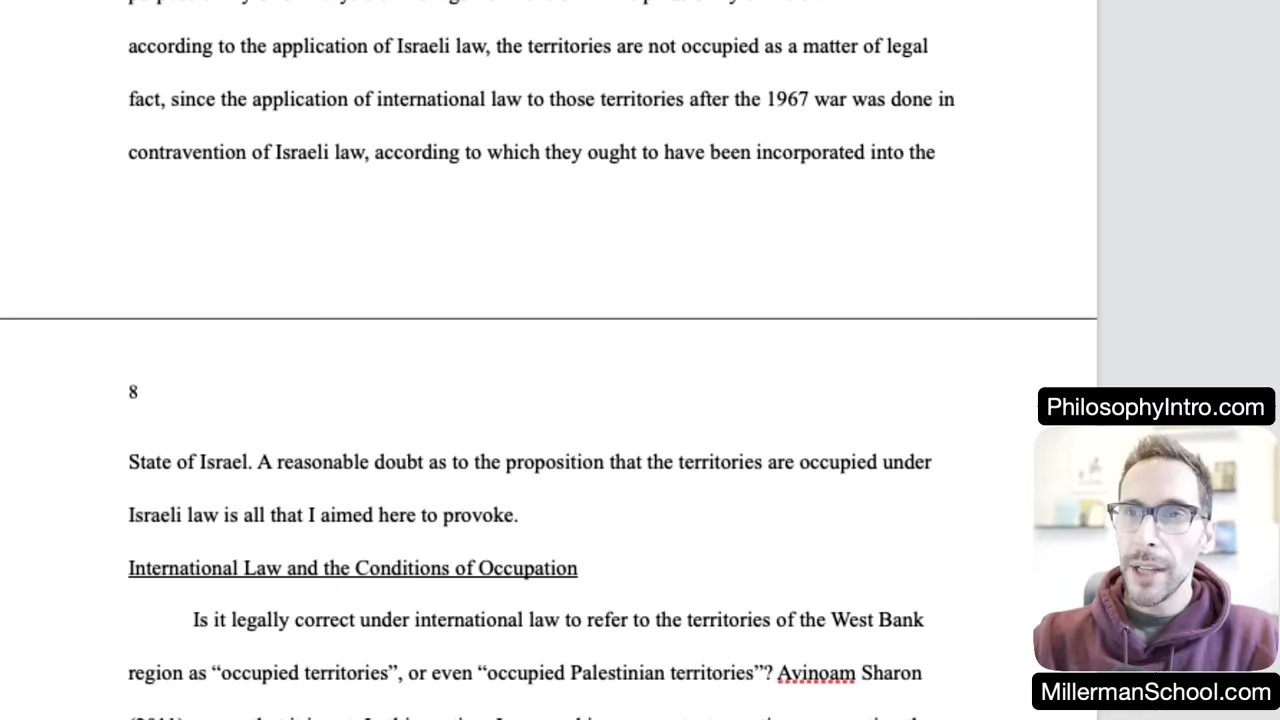 according to the application of Israeli law, the territories are not occupied as a matter of legal
fact, since the application of international law to those territories after the 1967 war was done in
contravention of Israeli law, according to which they ought to have been incorporated into the
8
State of Israel. A reasonable doubt as to the proposition that the territories are occupied under
Israeli law is all that I aimed here to provoke.
International Law and the Conditions of Occupation
Is it legally correct under international law to refer to the territories of the West Bank
region as “occupied territories”, or even “occupied Palestinian territories”? Avinoam Sharon
PhilosophyIntro.com
MillermanSchool.com